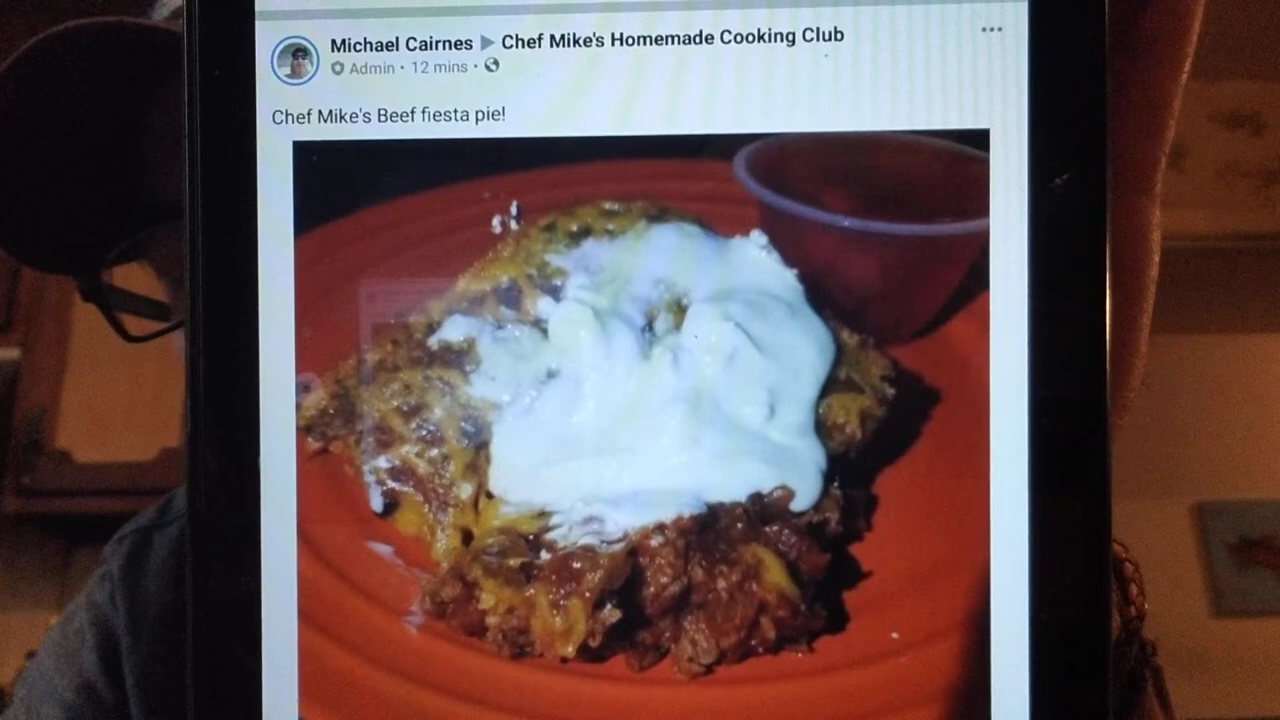 Michael Cairnes ▶ Chef Mike's Homemade Cooking Club
Admin • 12 mins •
Chef Mike's Beef fiesta pie!